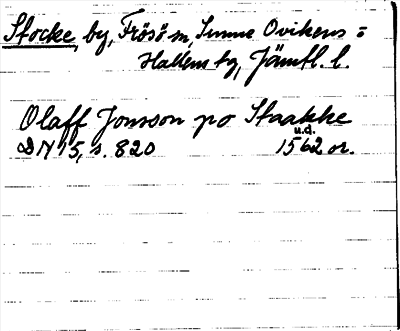 Stocke, by, Frösö sn, Sunne Ovikens o
Hallens tg, Jämtl. l.
Olaff Jonsson po Staakke
u.d.
DN 15, s. 820 1562 or.